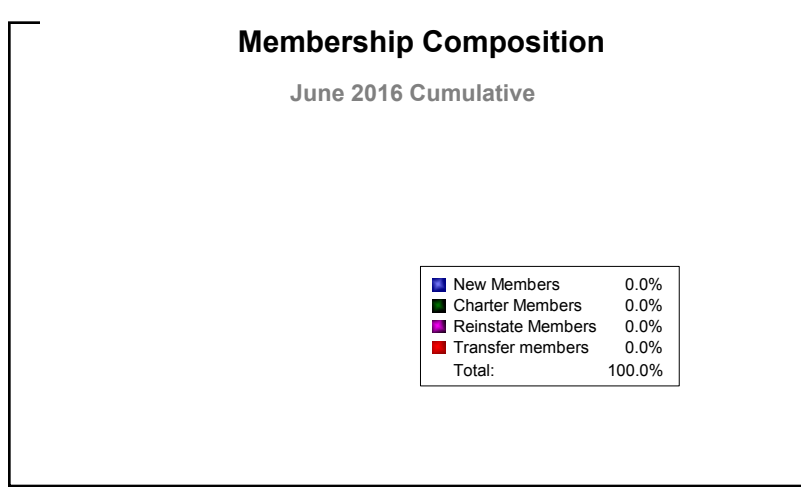 Membership Composition
June 2016 Cumulative
New Members 0.0%
Charter Members 0.0%
Reinstate Members 0.0%
Transfer members 0.0%
Total: 100.0%